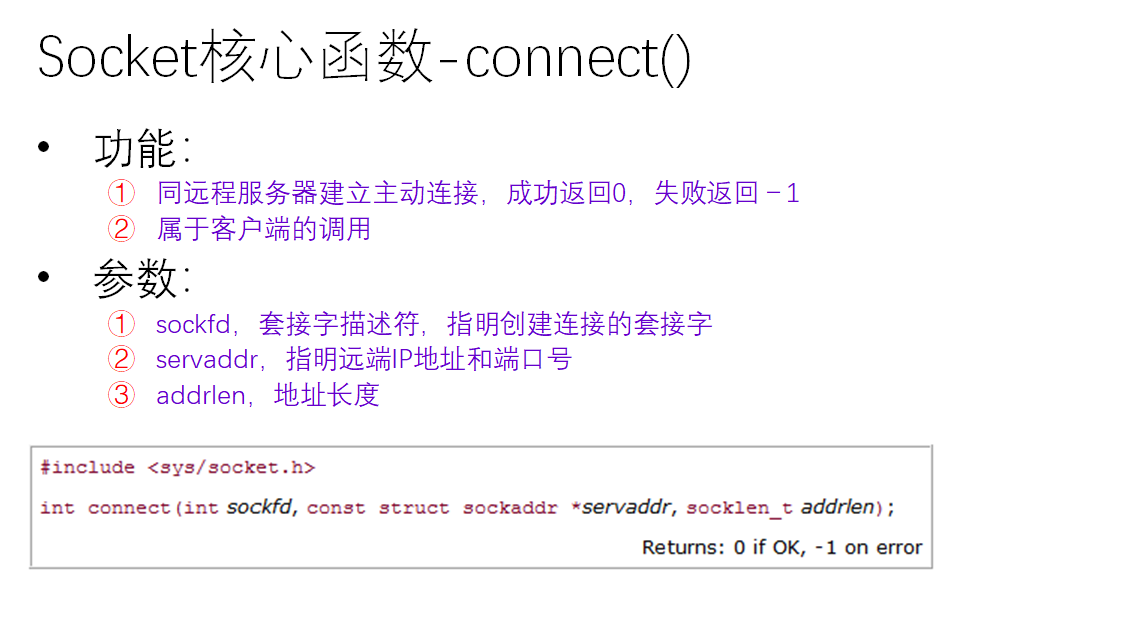 Socket核心函数-connect()
• 功能：
① 同远程服务器建立主动连接，成功返回0，失败返回－1
② 属于客户端的调用
• 参数：
① sockfd，套接字描述符，指明创建连接的套接字
② servaddr，指明远端IP地址和端口号
③ addrlen，地址长度
#include <sys/socket.h>
int connect(int sockfd, const struct sockaddr *servaddr, socklen_t addrlen);
Returns: 0 if OK, -1 on error